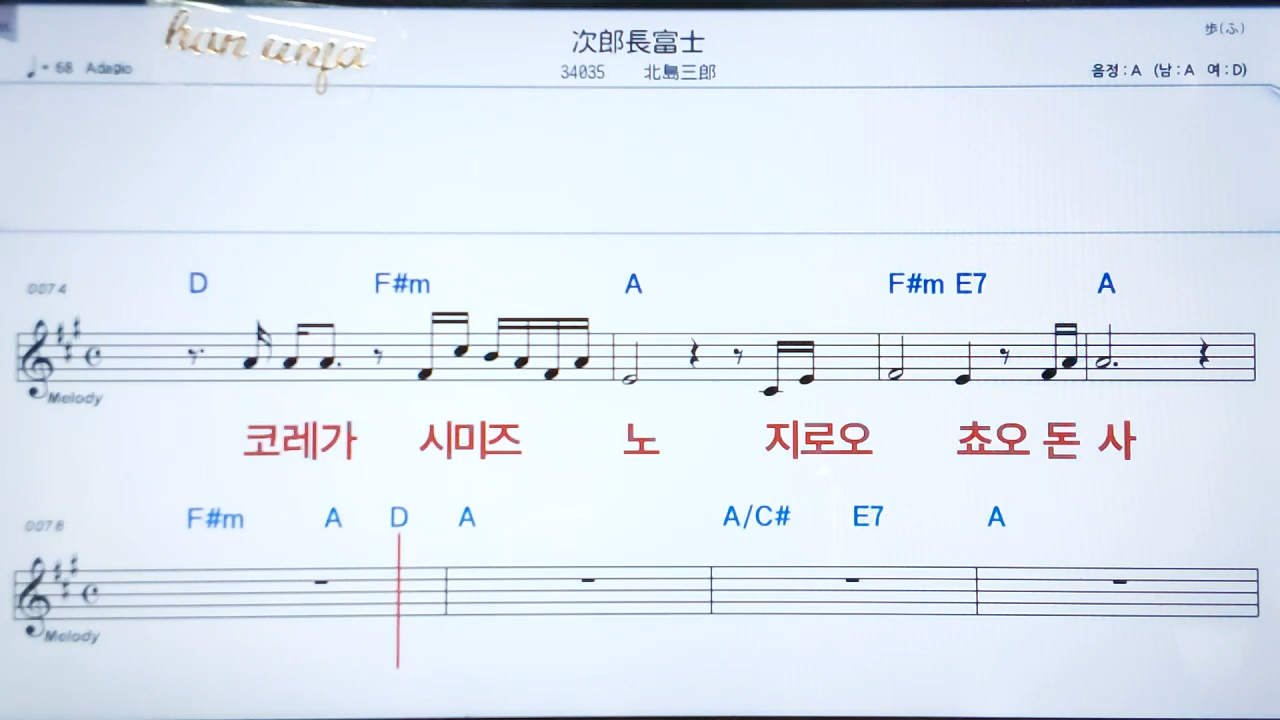 han unja
次郎長富士
歩(ふ)
♩= 68 Adagio
34035 北島三郎
음정 : A (남 : A 여 : D)
0074
D F#m A F#m E7 A
Melody
코레가 시미즈 노 지로오 쵸오 돈 사
0078
F#m A D A A/C# E7 A
Melody